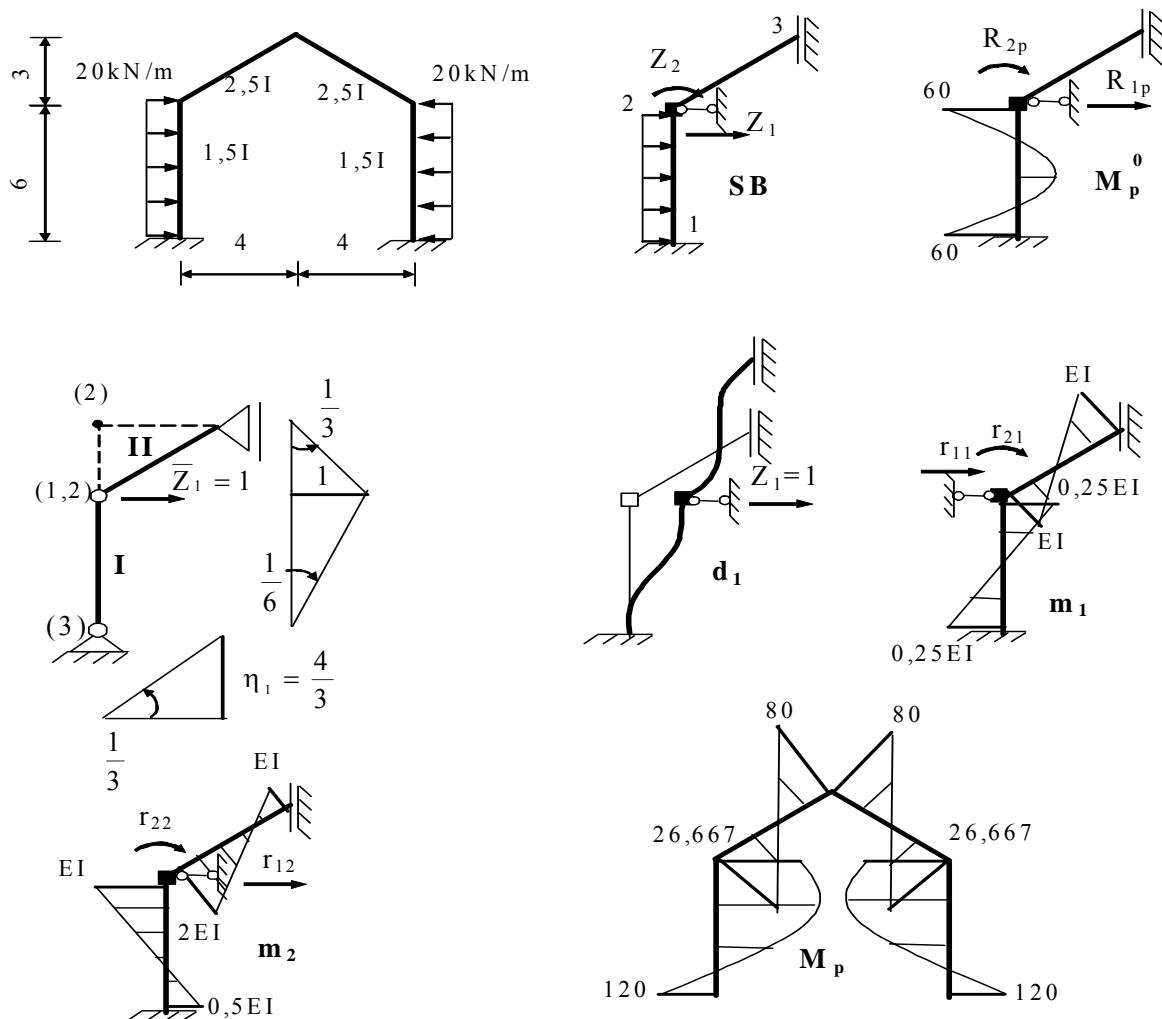 20kN/m
20kN/m
3
6
2,5I
2,5I
1,5I
1,5I
4
4
3
Z₂
2
Z₁
SB
1
R₂ₚ
60
R₁ₚ
M⁰ₚ
60
(2)
II
(1,2)
Z̅₁ = 1
I
(3)
1/3
1
1/6
η₁ = 4/3
1/3
Z₁=1
d₁
EI
r₂₁
r₁₁
0,25EI
EI
m₁
0,25EI
EI
r₂₂
r₁₂
EI
2EI
m₂
0,5EI
80
80
26,667
26,667
Mₚ
120
120